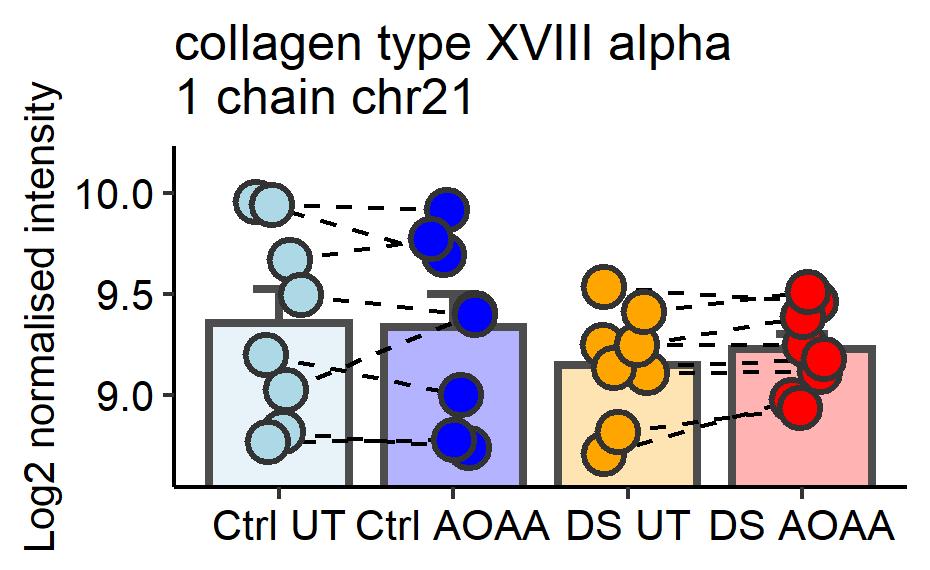 collagen type XVIII alpha
1 chain chr21
Log2 normalised intensity
10.0
9.5
9.0
Ctrl UT Ctrl AOAA DS UT DS AOAA